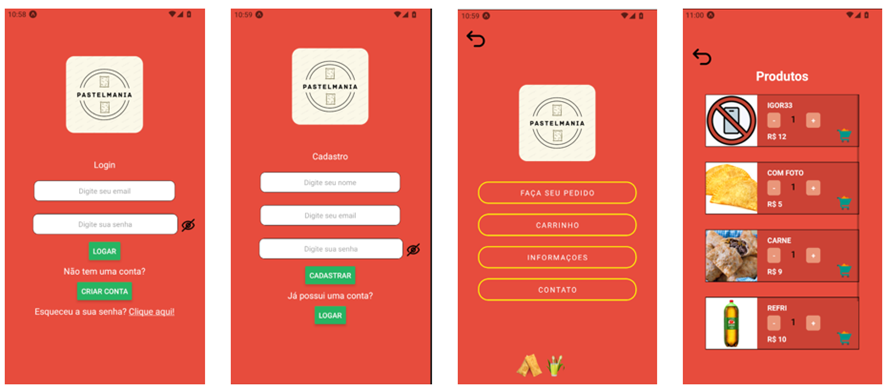 10:58
PASTELMANIA
Login
Digite seu email
Digite sua senha
LOGAR
Não tem uma conta?
CRIAR CONTA
Esqueceu a sua senha? Clique aqui!
10:59
PASTELMANIA
Cadastro
Digite seu nome
Digite seu email
Digite sua senha
CADASTRAR
Já possui uma conta?
LOGAR
10:59
PASTELMANIA
FAÇA SEU PEDIDO
CARRINHO
INFORMAÇOES
CONTATO
11:00
Produtos
IGOR33
- 1 +
R$ 12
COM FOTO
- 1 +
R$ 5
CARNE
- 1 +
R$ 9
REFRI
- 1 +
R$ 10